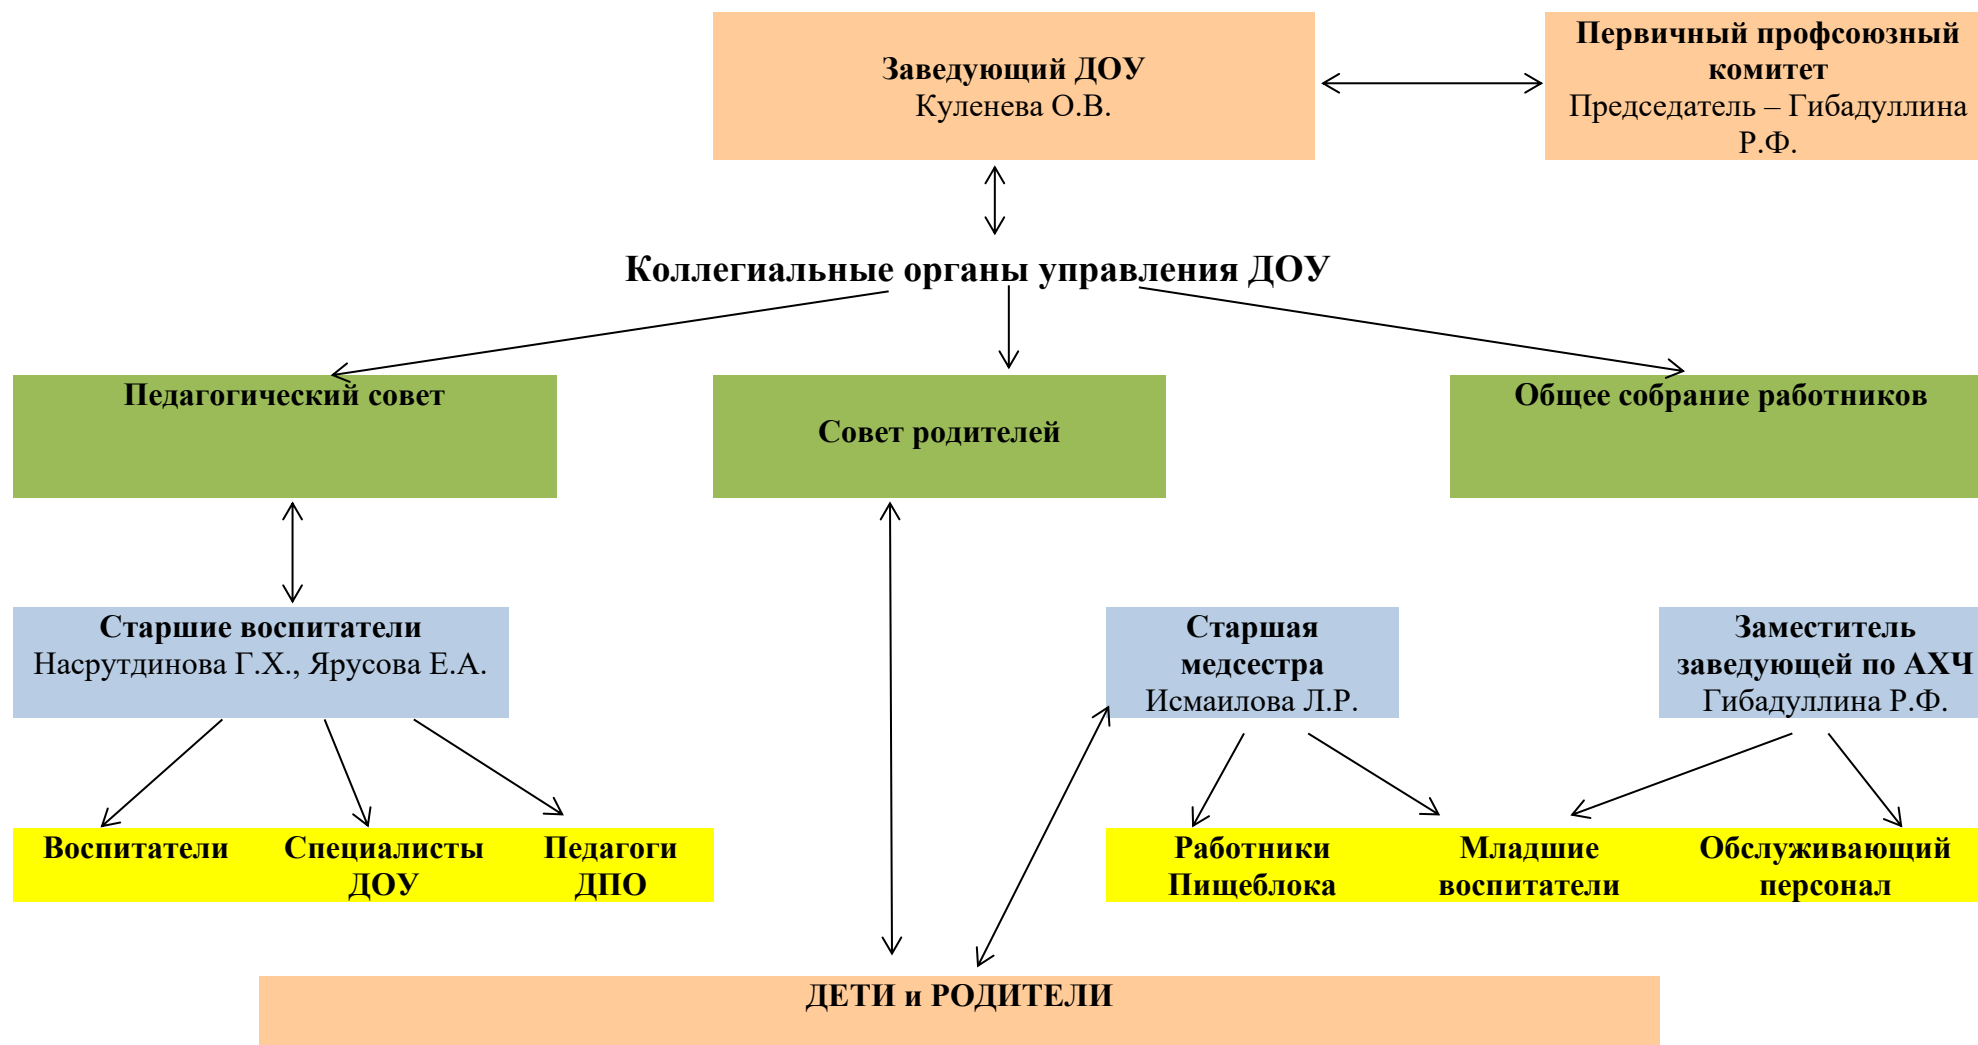 Заведующий ДОУ
Куленева О.В.
Первичный профсоюзный
комитет
Председатель – Гибадуллина
Р.Ф.
Коллегиальные органы управления ДОУ
Педагогический совет
Совет родителей
Общее собрание работников
Старшие воспитатели
Насрутдинова Г.Х., Ярусова Е.А.
Старшая
медсестра
Исмаилова Л.Р.
Заместитель
заведующей по АХЧ
Гибадуллина Р.Ф.
Воспитатели
Специалисты
ДОУ
Педагоги
ДПО
Работники
Пищеблока
Младшие
воспитатели
Обслуживающий
персонал
ДЕТИ и РОДИТЕЛИ